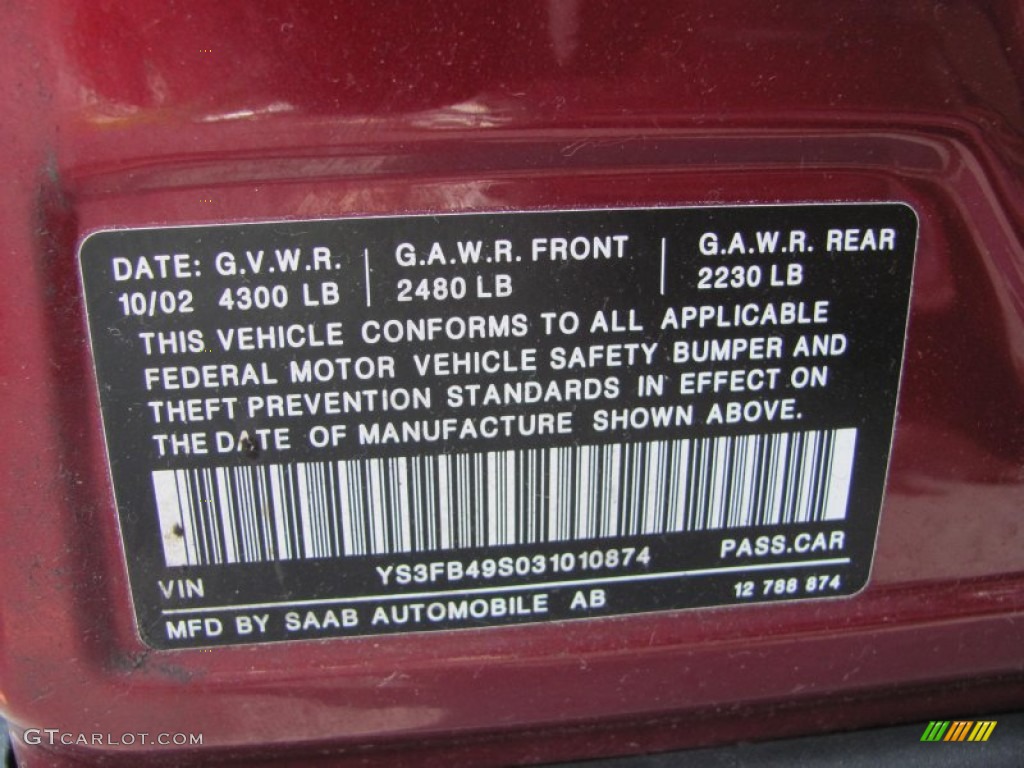 DATE: G.V.W.R. G.A.W.R. FRONT G.A.W.R. REAR
10/02 4300 LB 2480 LB 2230 LB
THIS VEHICLE CONFORMS TO ALL APPLICABLE
FEDERAL MOTOR VEHICLE SAFETY BUMPER AND
THEFT PREVENTION STANDARDS IN EFFECT ON
THE DATE OF MANUFACTURE SHOWN ABOVE.
VIN YS3FB49S031010874 PASS.CAR
MFD BY SAAB AUTOMOBILE AB 12 788 874
GTCARLOT.COM